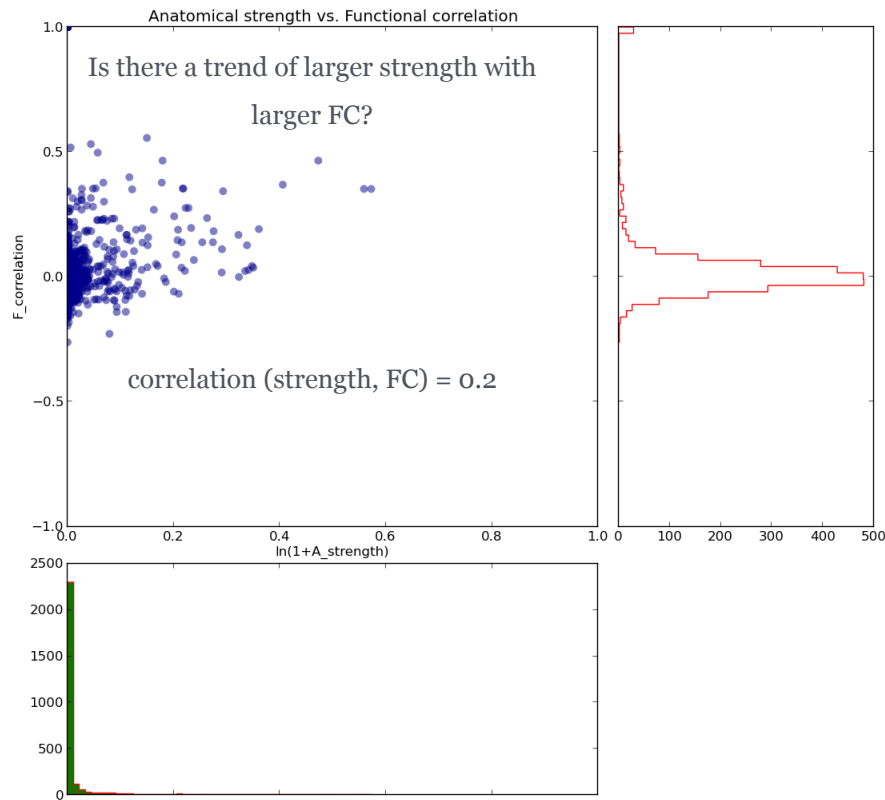 Anatomical strength vs. Functional correlation
1.0
Is there a trend of larger strength with
larger FC?
0.5
0.0
F_correlation
correlation (strength, FC) = 0.2
−0.5
−1.0
0.0 0.2 0.4 0.6 0.8 1.0
ln(1+A_strength)
0 100 200 300 400 500
2500
2000
1500
1000
500
0